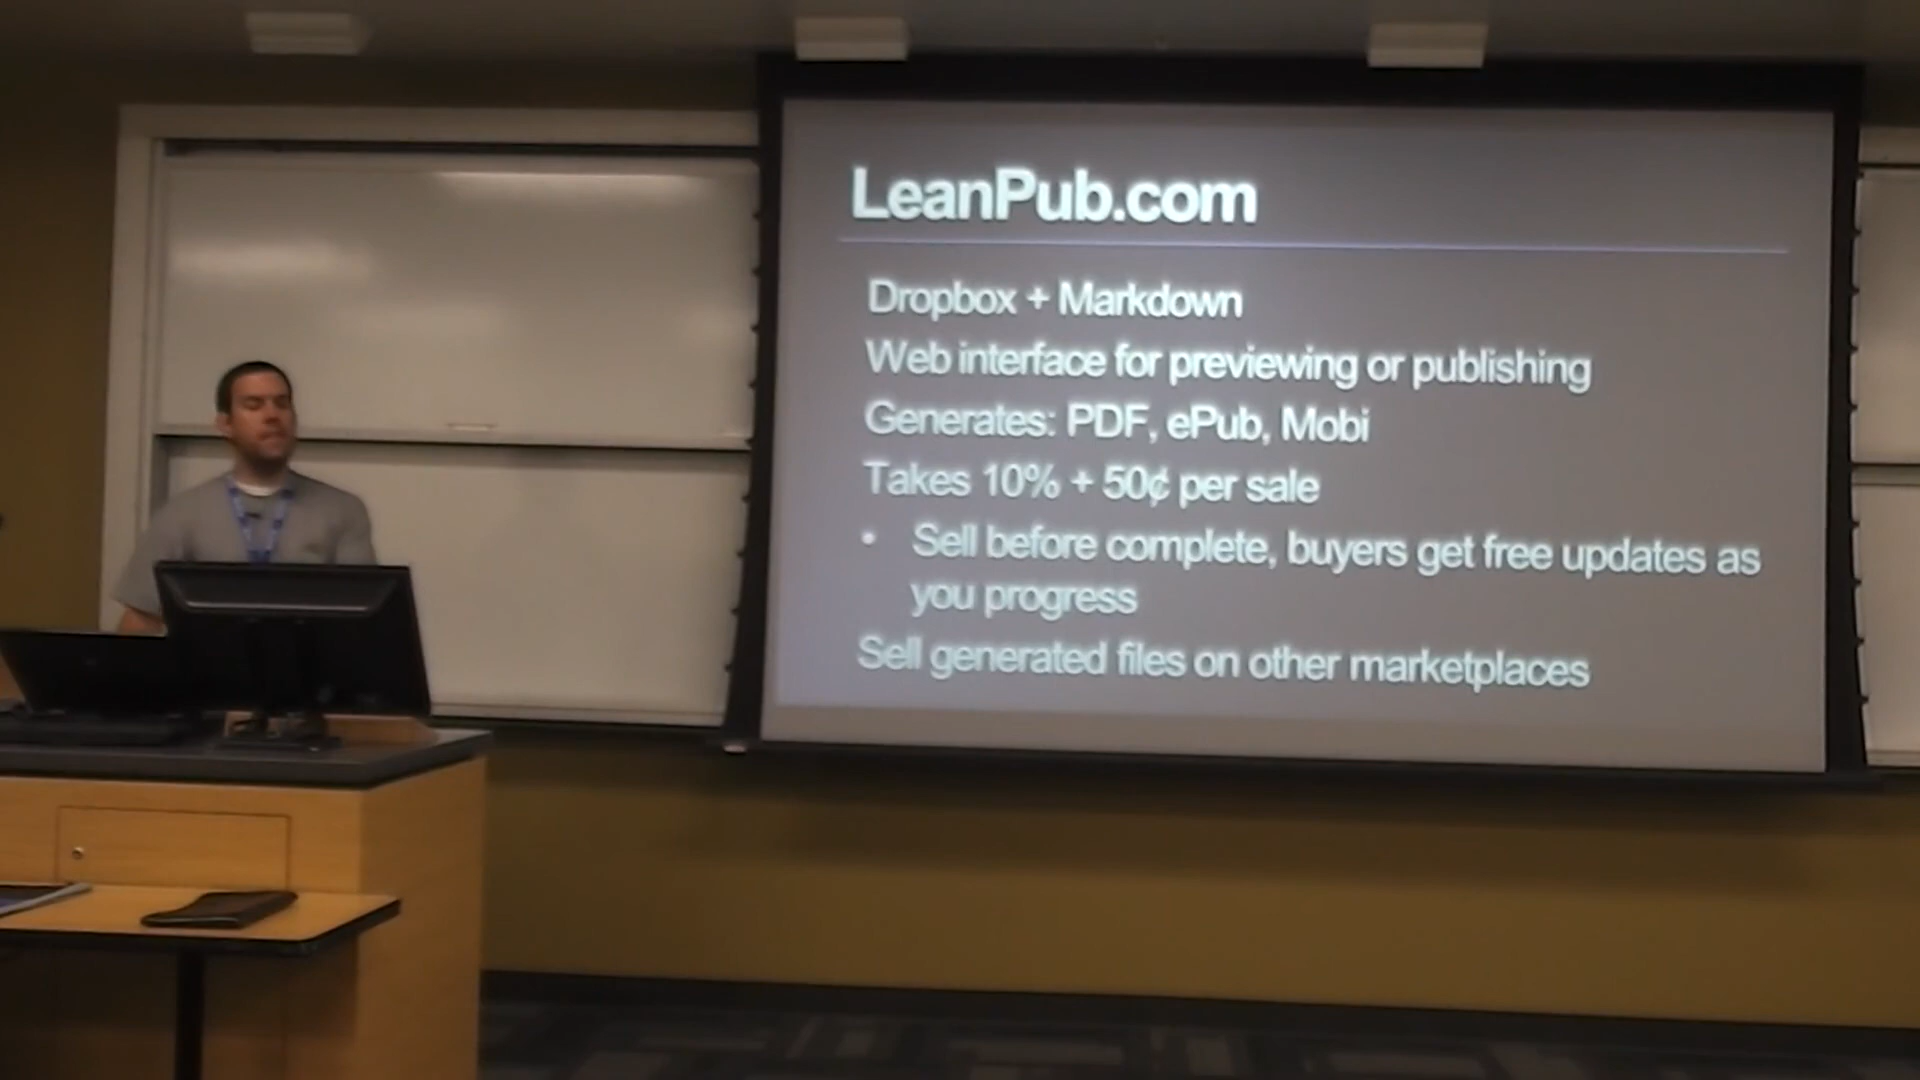 LeanPub.com
Dropbox + Markdown
Web interface for previewing or publishing
Generates: PDF, ePub, Mobi
Takes 10% + 50¢ per sale
• Sell before complete, buyers get free updates as
you progress
Sell generated files on other marketplaces